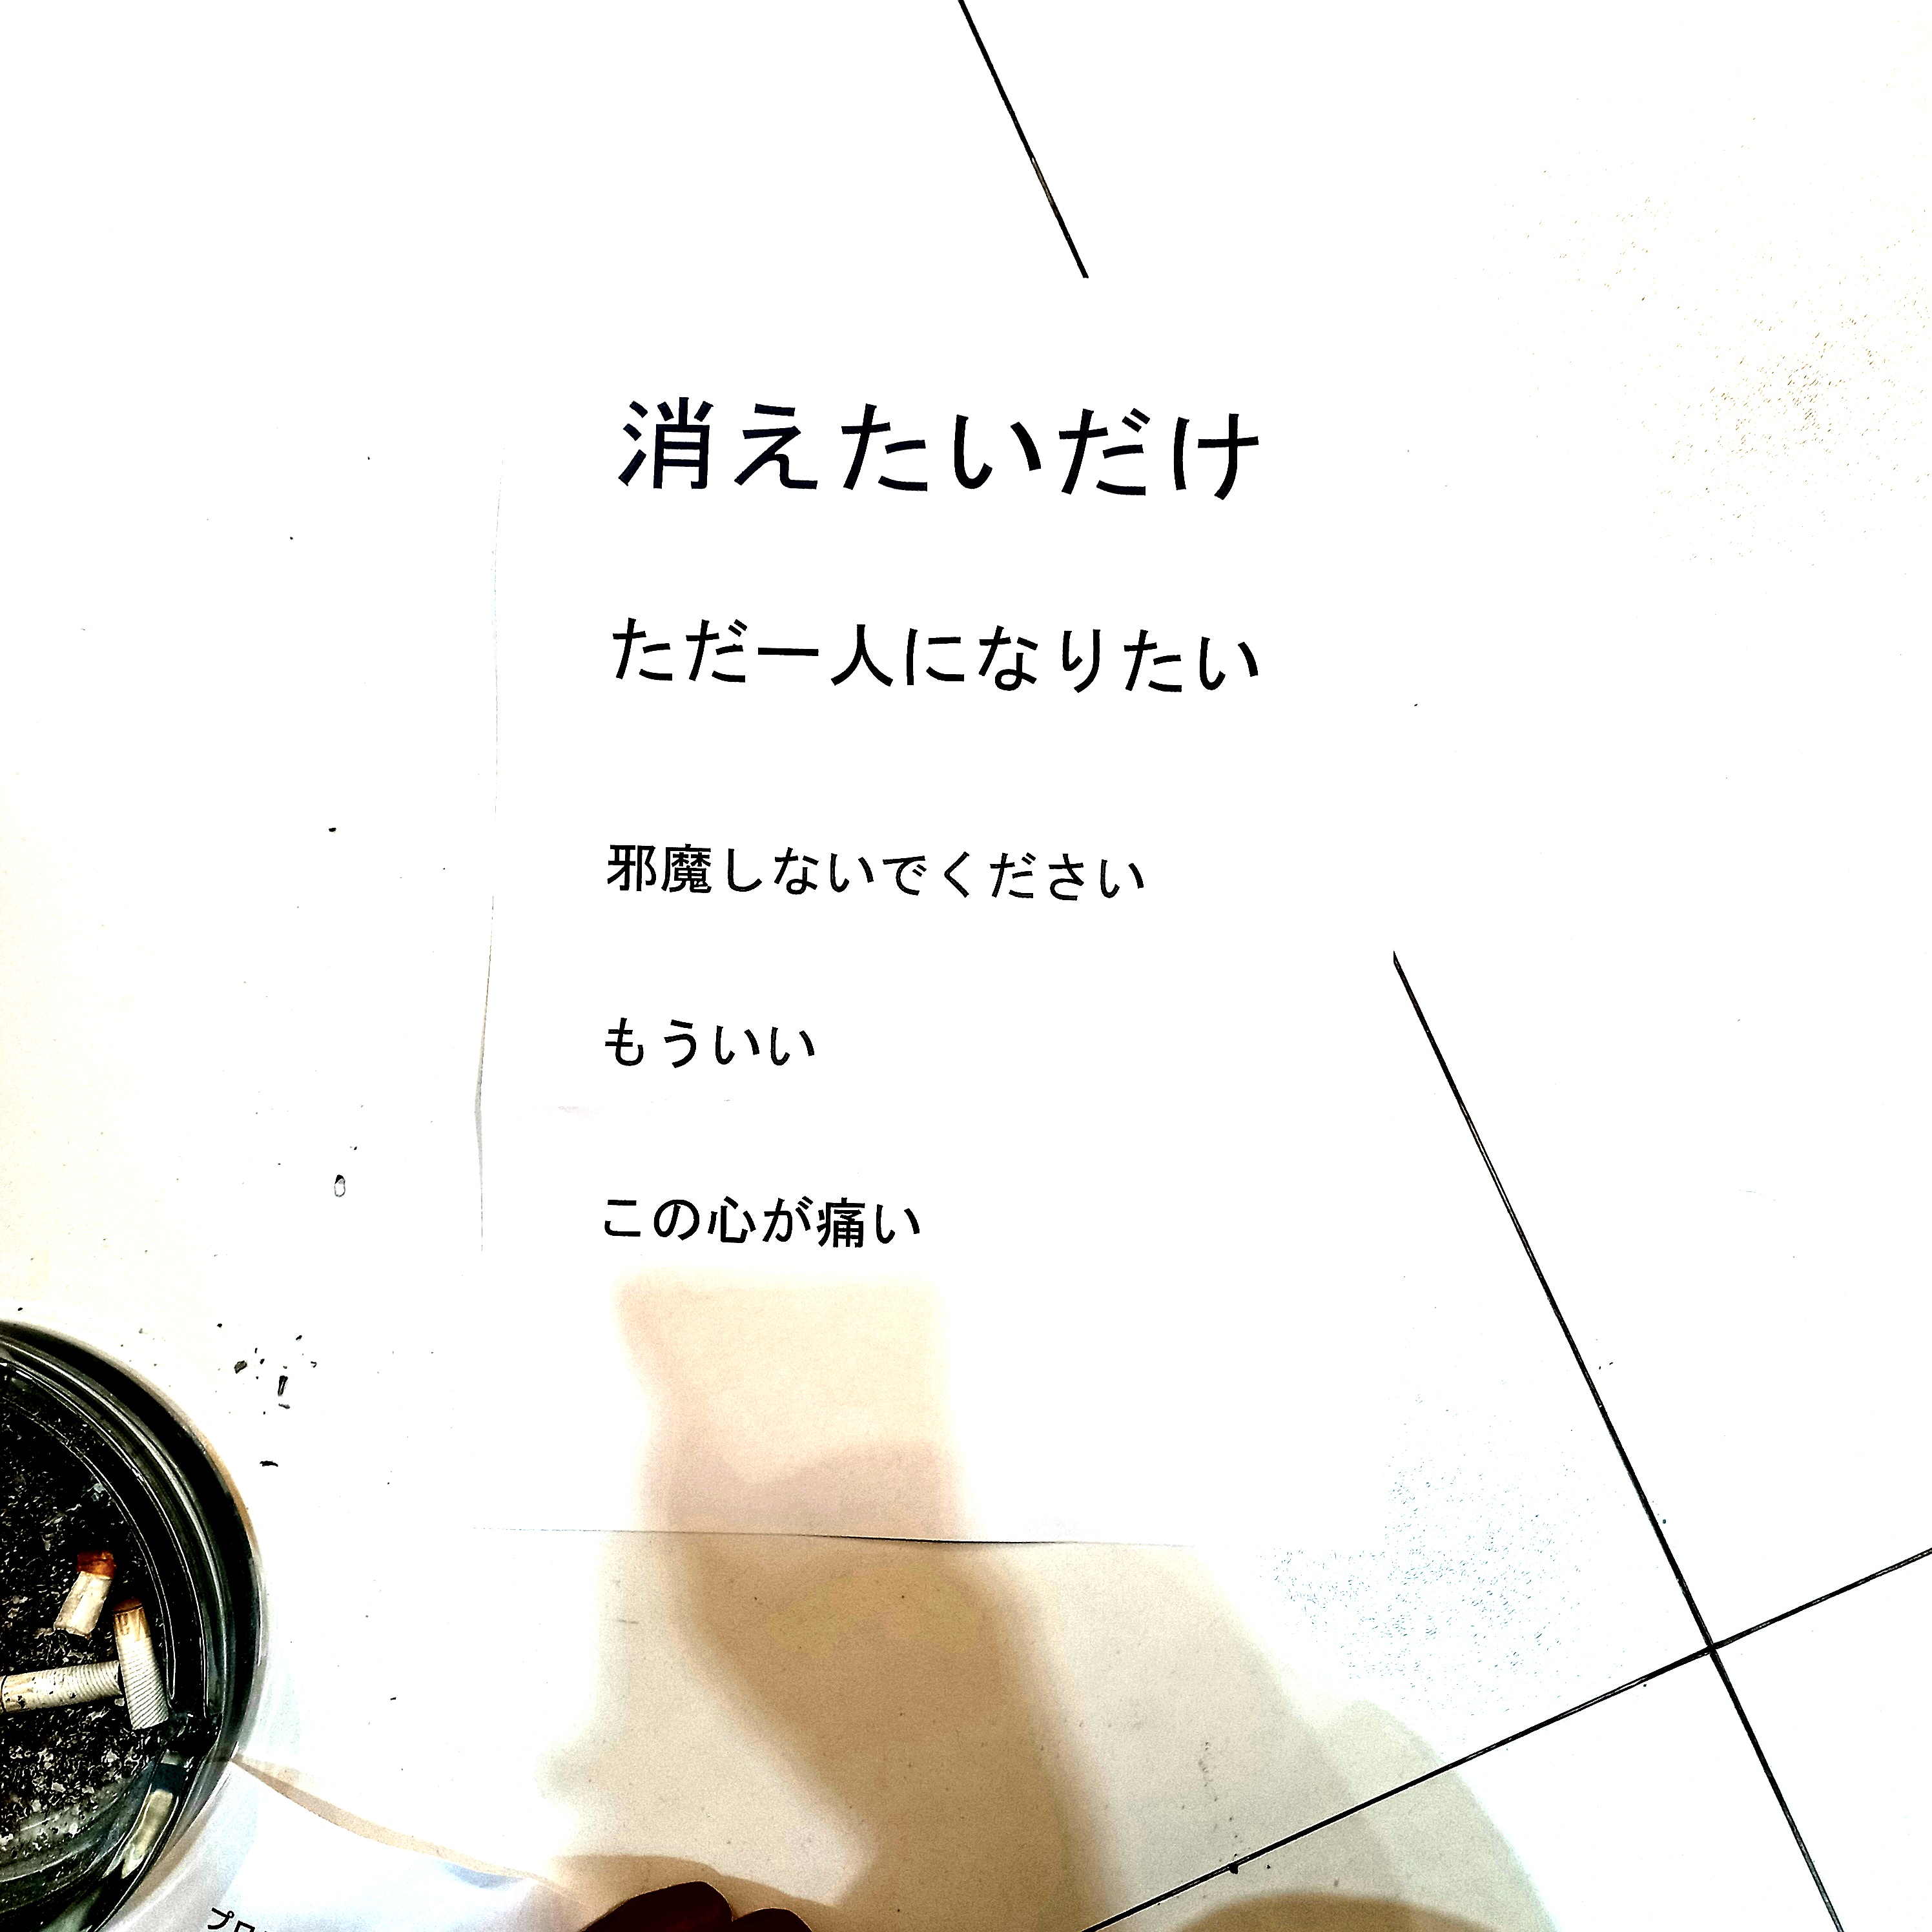 消えたいだけ
ただ一人になりたい
邪魔しないでください
もういい
この心が痛い
プロ